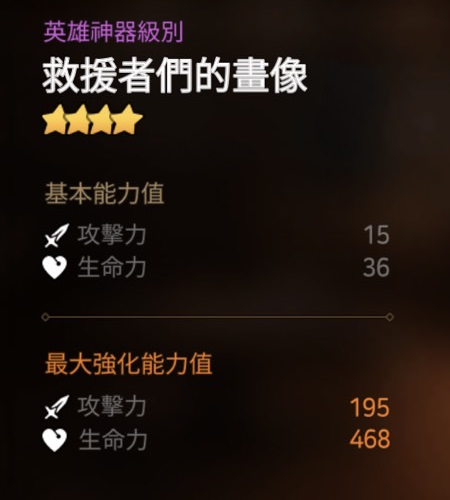 英雄神器級別
救援者們的畫像
基本能力值
攻擊力 15
生命力 36
最大強化能力值
攻擊力 195
生命力 468